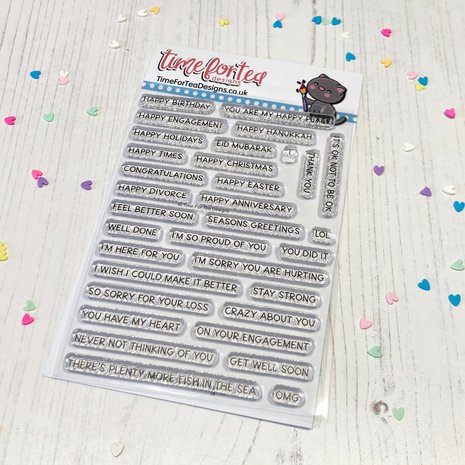 time for tea
designs
TimeForTeaDesigns.co.uk
HAPPY BIRTHDAY
YOU ARE MY HAPPY PLACE
HAPPY ENGAGEMENT
HAPPY HANUKKAH
HAPPY HOLIDAYS
EID MUBARAK
IT'S OK NOT TO BE OK
THANK YOU
HAPPY TIMES
HAPPY CHRISTMAS
CONGRATULATIONS
HAPPY EASTER
HAPPY DIVORCE
HAPPY ANNIVERSARY
FEEL BETTER SOON
SEASONS GREETINGS
LOL
WELL DONE
I'M SO PROUD OF YOU
YOU DID IT
I'M HERE FOR YOU
I'M SORRY YOU ARE HURTING
I WISH I COULD MAKE IT BETTER
STAY STRONG
SO SORRY FOR YOUR LOSS
CRAZY ABOUT YOU
YOU HAVE MY HEART
ON YOUR ENGAGEMENT
NEVER NOT THINKING OF YOU
GET WELL SOON
THERE'S PLENTY MORE FISH IN THE SEA
OMG